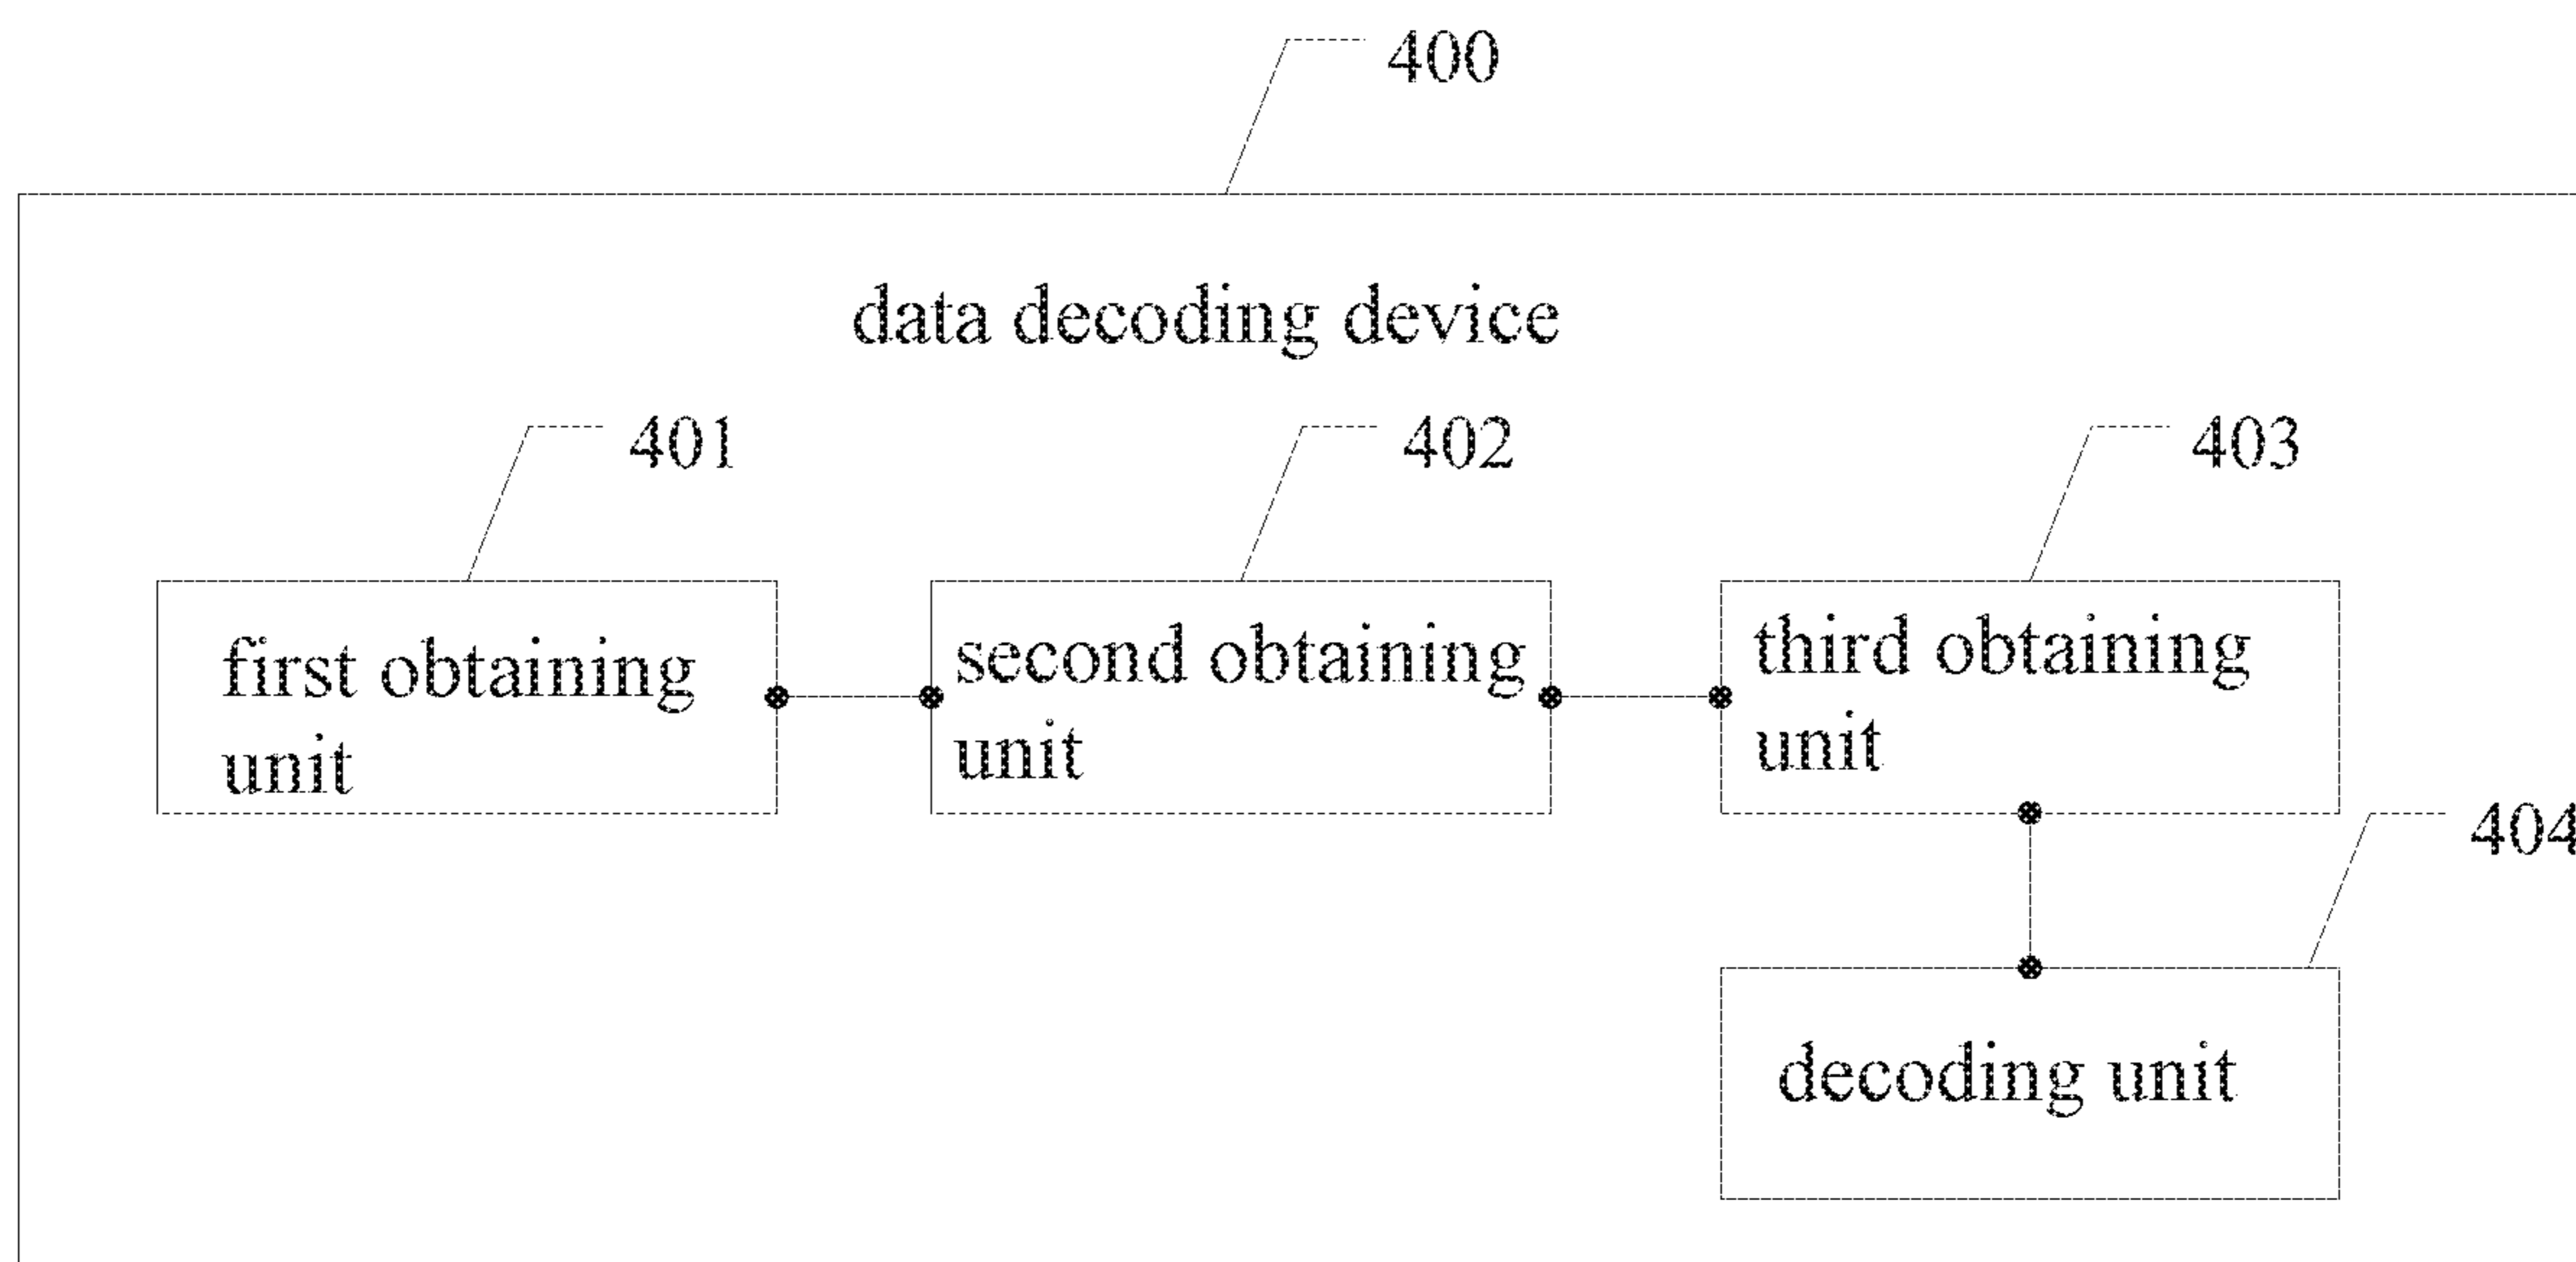 400
data decoding device
401
402
403
first obtaining
unit
second obtaining
unit
third obtaining
unit
404
decoding unit